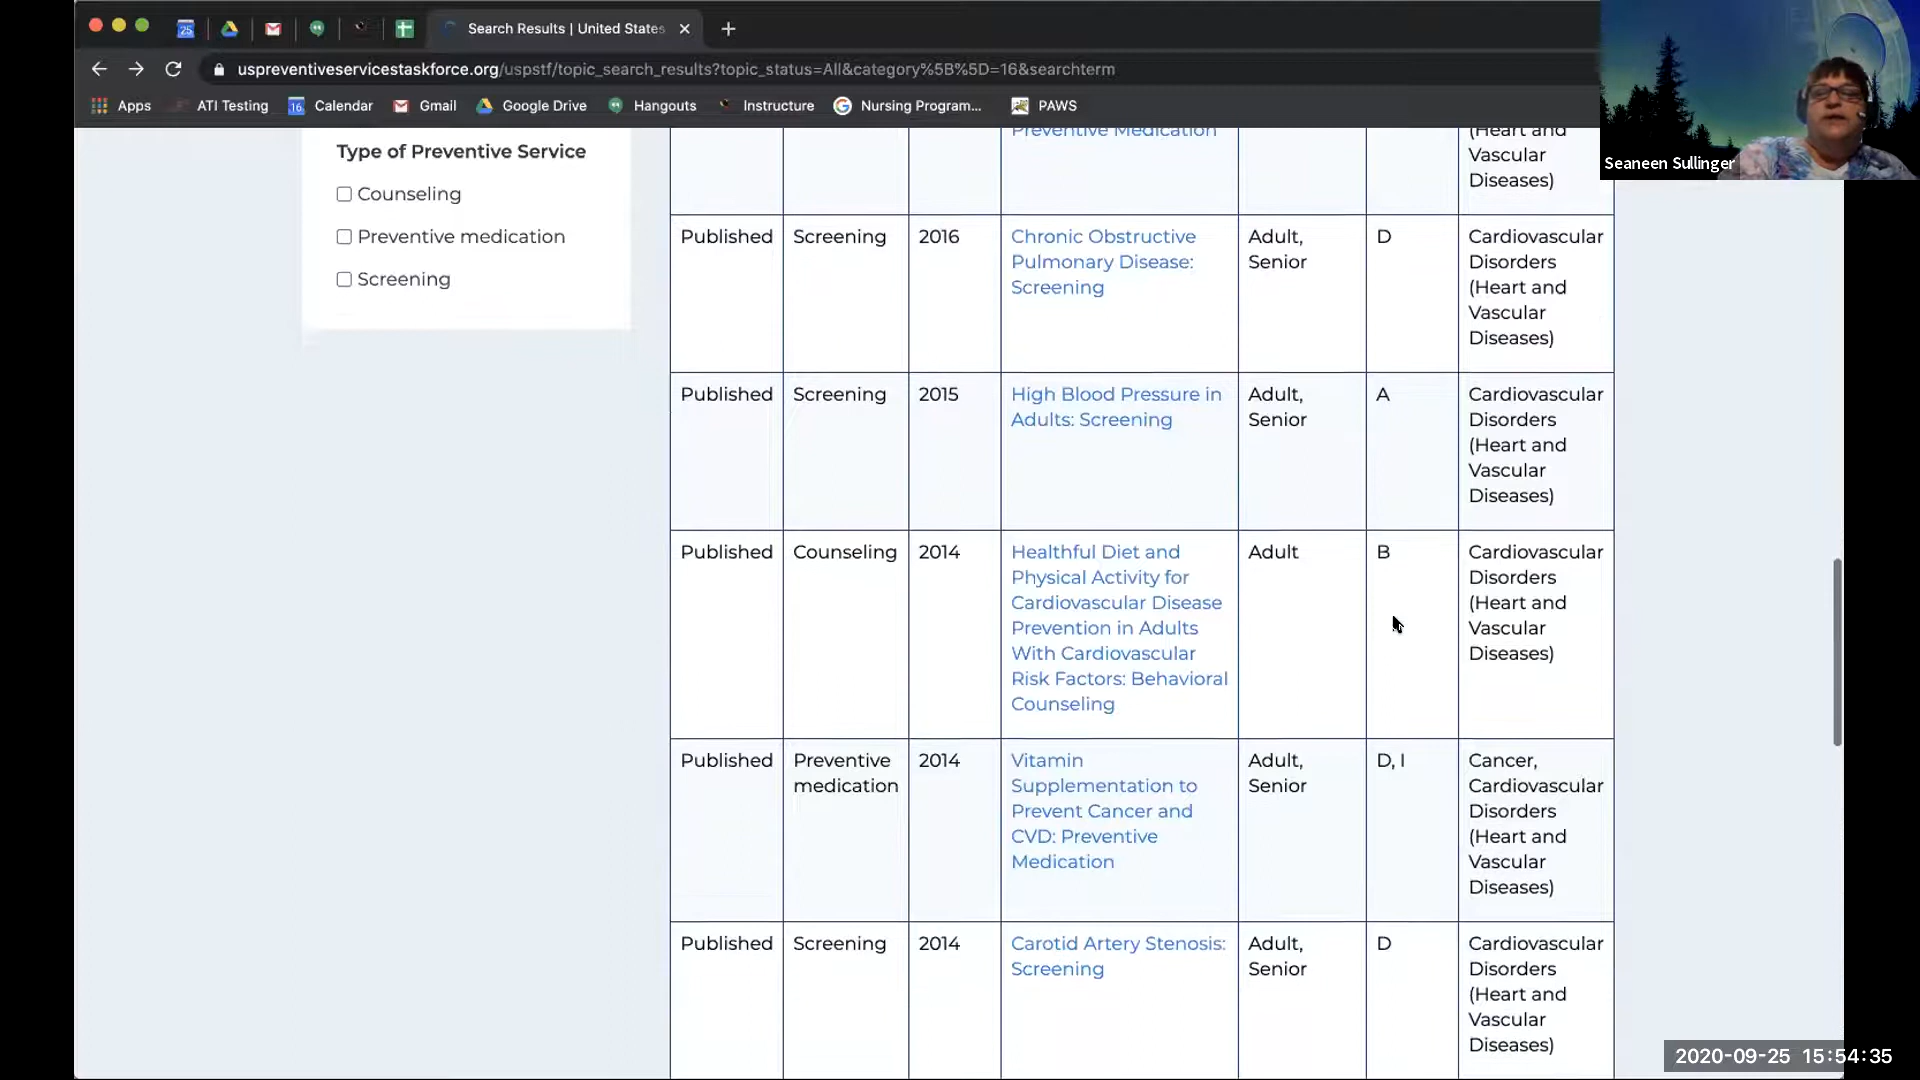 Search Results | United States
uspreventiveservicestaskforce.org/uspstf/topic_search_results?topic_status=All&category%5B%5D=16&searchterm
Apps
ATI Testing
Calendar
Gmail
Google Drive
Hangouts
Instructure
Nursing Program...
PAWS
Seaneen Sullinger
Type of Preventive Service
Counseling
Preventive medication
Screening
Preventive Medication
(Heart and
Vascular
Diseases)
Published
Screening
2016
Chronic Obstructive
Pulmonary Disease:
Screening
Adult,
Senior
D
Cardiovascular
Disorders
(Heart and
Vascular
Diseases)
Published
Screening
2015
High Blood Pressure in
Adults: Screening
Adult,
Senior
A
Cardiovascular
Disorders
(Heart and
Vascular
Diseases)
Published
Counseling
2014
Healthful Diet and
Physical Activity for
Cardiovascular Disease
Prevention in Adults
With Cardiovascular
Risk Factors: Behavioral
Counseling
Adult
B
Cardiovascular
Disorders
(Heart and
Vascular
Diseases)
Published
Preventive
medication
2014
Vitamin
Supplementation to
Prevent Cancer and
CVD: Preventive
Medication
Adult,
Senior
D, I
Cancer,
Cardiovascular
Disorders
(Heart and
Vascular
Diseases)
Published
Screening
2014
Carotid Artery Stenosis:
Screening
Adult,
Senior
D
Cardiovascular
Disorders
(Heart and
Vascular
Diseases)
2020-09-25 15:54:35